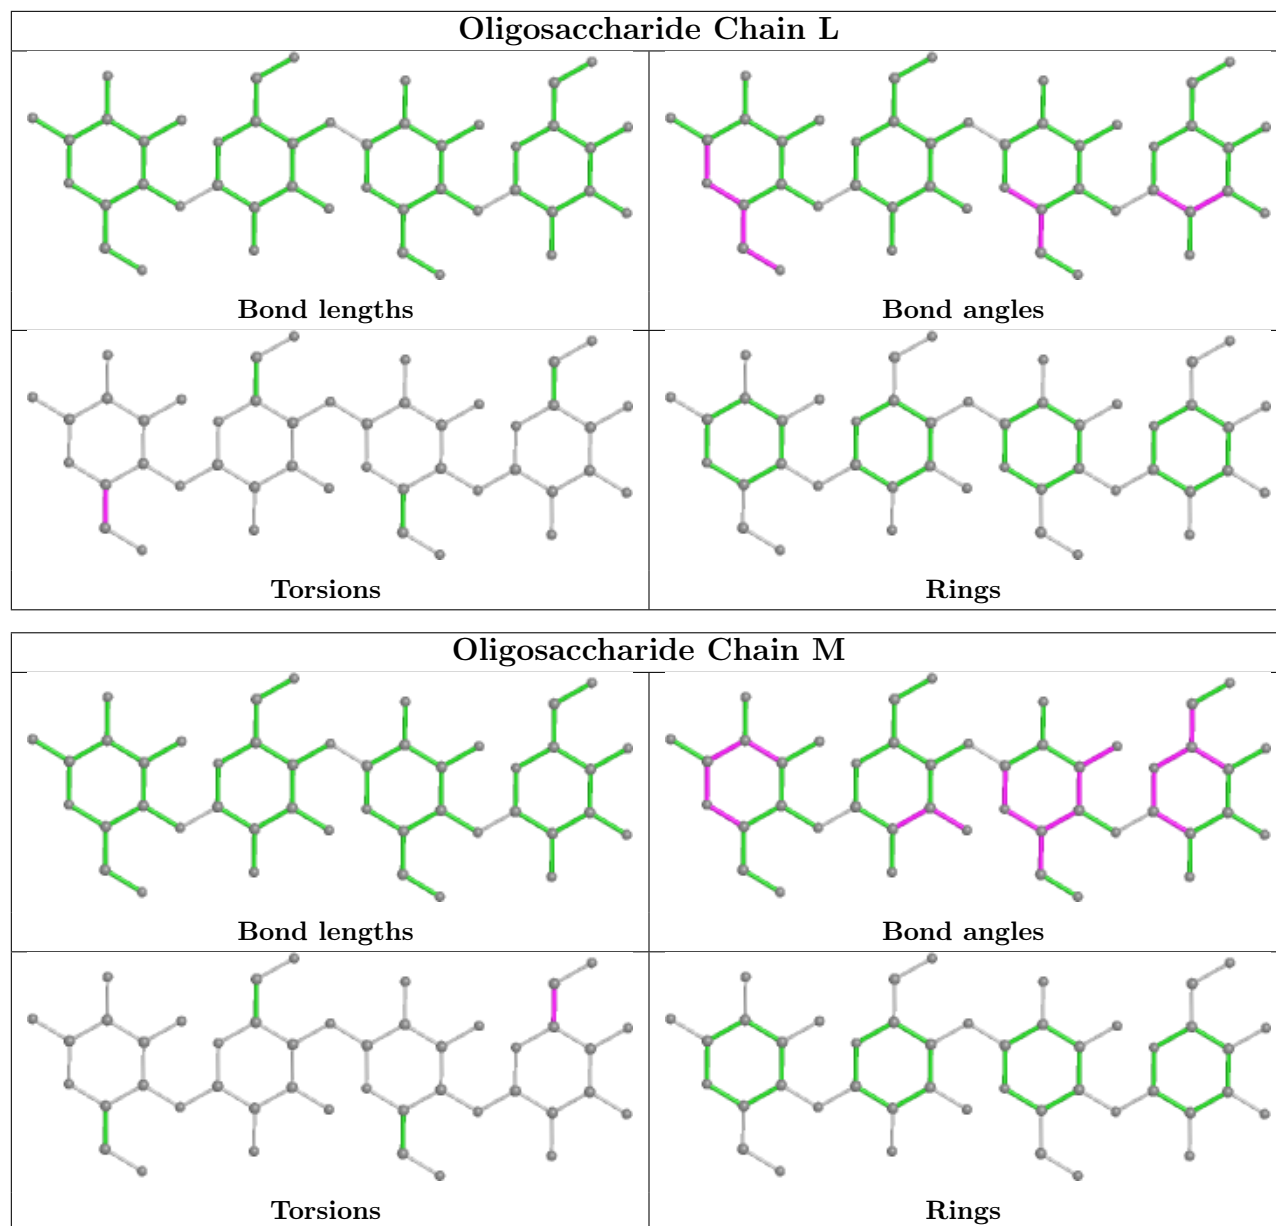 Oligosaccharide Chain L
Bond lengths
Bond angles
Torsions
Rings
Oligosaccharide Chain M
Bond lengths
Bond angles
Torsions
Rings